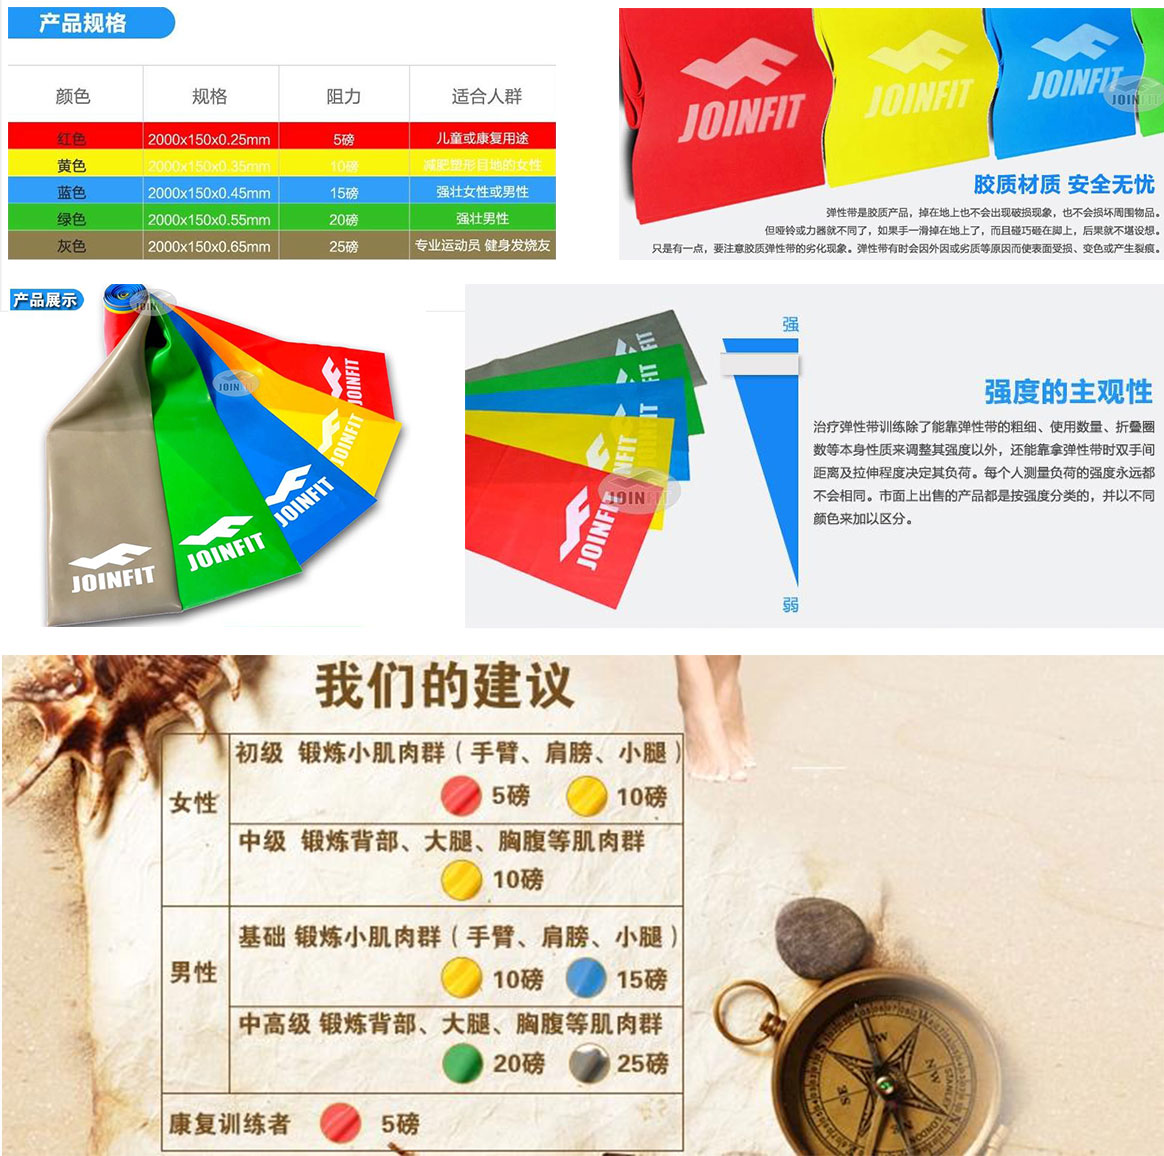 产品规格
颜色 规格 阻力 适合人群
红色 2000x150x0.25mm 5磅 儿童或康复用途
黄色 2000x150x0.35mm 10磅 减肥塑形目地的女性
蓝色 2000x150x0.45mm 15磅 强壮女性或男性
绿色 2000x150x0.55mm 20磅 强壮男性
灰色 2000x150x0.65mm 25磅 专业运动员 健身发烧友
JOINFIT
JOINFIT
JOINFIT
JOINFIT
胶质材质 安全无忧
弹性带是胶质产品，掉在地上也不会出现破损现象，也不会损坏周围物品。
但哑铃或力器就不同了，如果手一滑掉在地上了，而且碰巧砸在脚上，后果就不堪设想。
只是有一点，要注意胶质弹性带的劣化现象。弹性带有时会因外因或劣质等原因而使表面受损、变色或产生裂痕。
产品展示
JOINFIT
JOINFIT
JOINFIT
JOINFIT
JOINFIT
JOINFIT
强
弱
JOINFIT
JOINFIT
JOINFIT
强度的主观性
治疗弹性带训练除了能靠弹性带的粗细、使用数量、折叠圈
数等本身性质来调整其强度以外，还能靠拿弹性带时双手间
距离及拉伸程度决定其负荷。每个人测量负荷的强度永远都
不会相同。市面上出售的产品都是按强度分类的，并以不同
颜色来加以区分。
我们的建议
女性
初级 锻炼小肌肉群（手臂、肩膀、小腿）
5磅 10磅
中级 锻炼背部、大腿、胸腹等肌肉群
10磅
男性
基础 锻炼小肌肉群（手臂、肩膀、小腿）
10磅 15磅
中高级 锻炼背部、大腿、胸腹等肌肉群
20磅 25磅
康复训练者 5磅